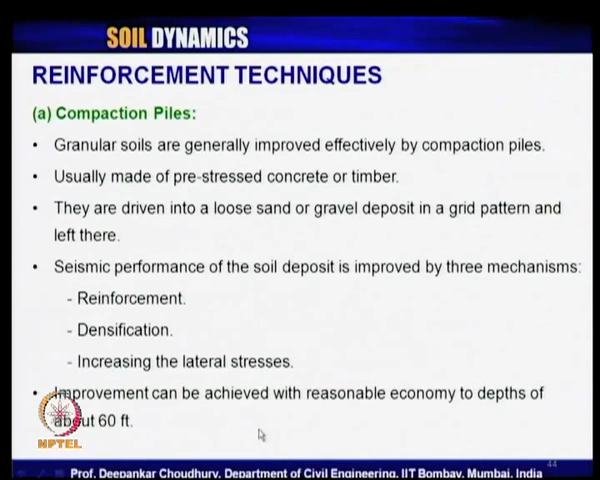 SOIL DYNAMICS
REINFORCEMENT TECHNIQUES
(a) Compaction Piles:
• Granular soils are generally improved effectively by compaction piles.
• Usually made of pre-stressed concrete or timber.
• They are driven into a loose sand or gravel deposit in a grid pattern and
left there.
• Seismic performance of the soil deposit is improved by three mechanisms:
- Reinforcement.
- Densification.
- Increasing the lateral stresses.
• Improvement can be achieved with reasonable economy to depths of
about 60 ft.
NPTEL
44
Prof. Deepankar Choudhury, Department of Civil Engineering, IIT Bombay, Mumbai, India